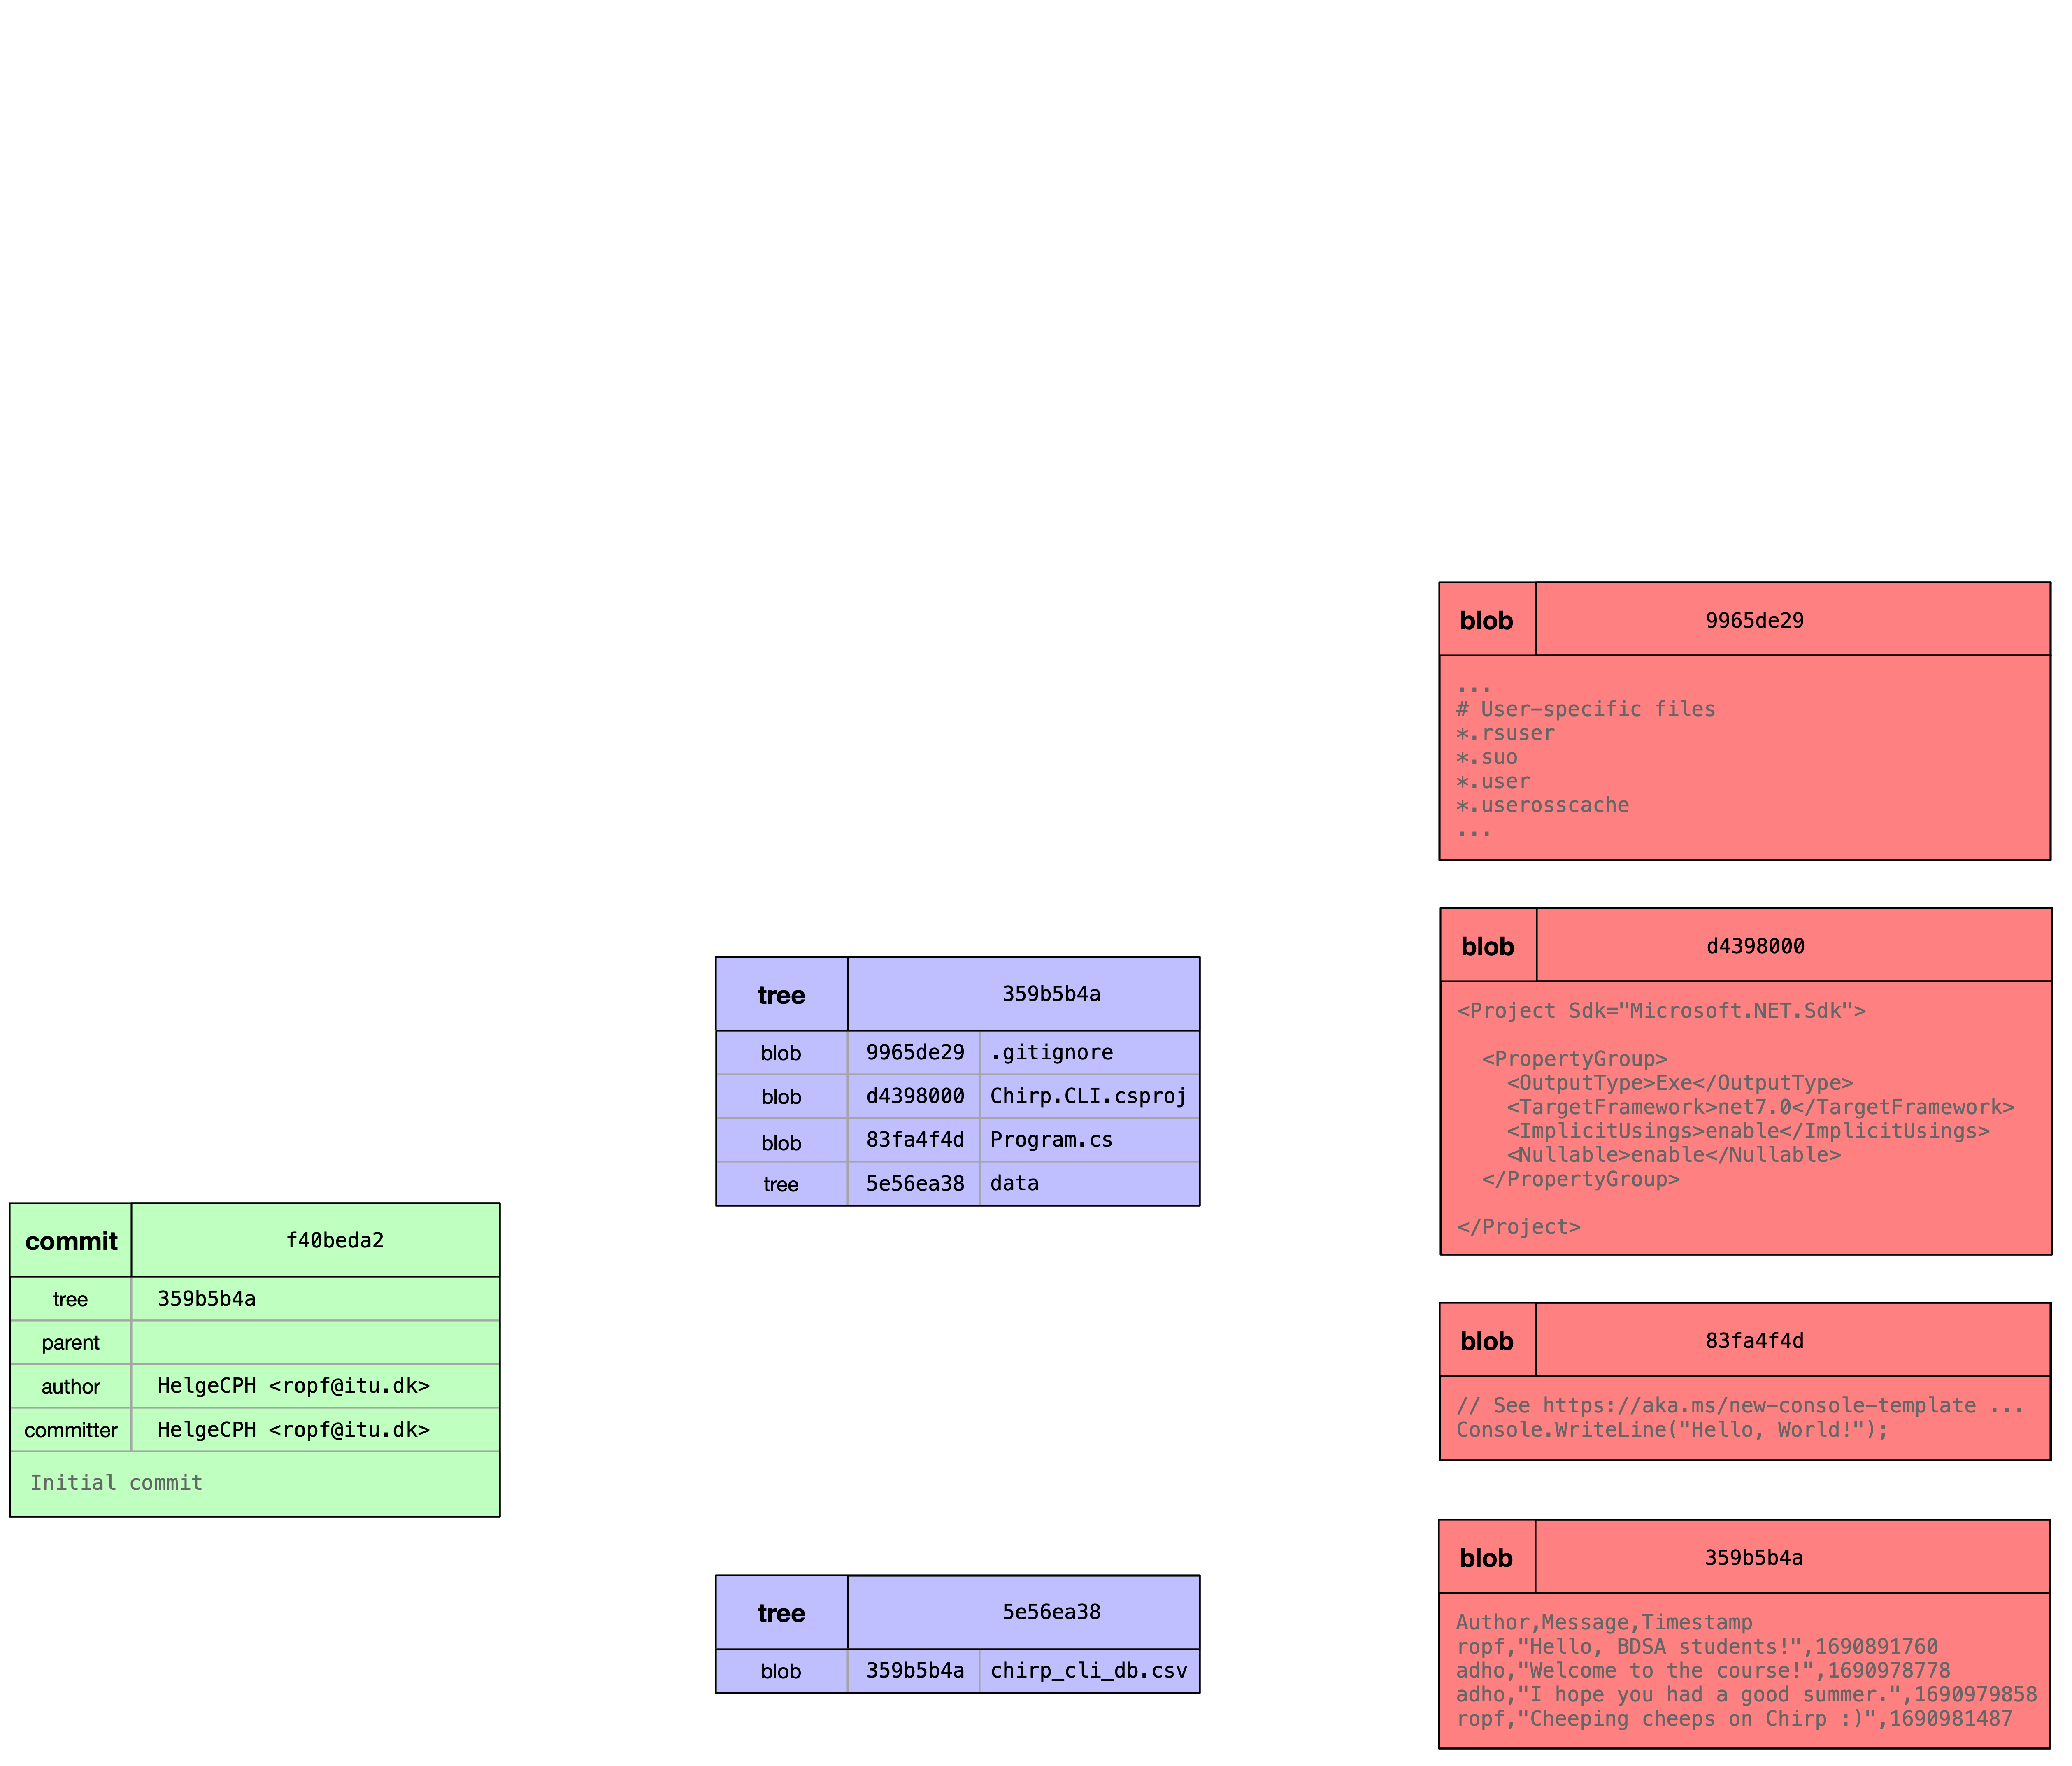 commit f40beda2
tree 359b5b4a
parent
author HelgeCPH <ropf@itu.dk>
committer HelgeCPH <ropf@itu.dk>
Initial commit
tree 359b5b4a
blob 9965de29 .gitignore
blob d4398000 Chirp.CLI.csproj
blob 83fa4f4d Program.cs
tree 5e56ea38 data
tree 5e56ea38
blob 359b5b4a chirp_cli_db.csv
blob 9965de29
...
# User-specific files
*.rsuser
*.suo
*.user
*.userosscache
...
blob d4398000
<Project Sdk="Microsoft.NET.Sdk">
<PropertyGroup>
<OutputType>Exe</OutputType>
<TargetFramework>net7.0</TargetFramework>
<ImplicitUsings>enable</ImplicitUsings>
<Nullable>enable</Nullable>
</PropertyGroup>
</Project>
blob 83fa4f4d
// See https://aka.ms/new-console-template ...
Console.WriteLine("Hello, World!");
blob 359b5b4a
Author,Message,Timestamp
ropf,"Hello, BDSA students!",1690891760
adho,"Welcome to the course!",1690978778
adho,"I hope you had a good summer.",1690979858
ropf,"Cheeping cheeps on Chirp :)",1690981487